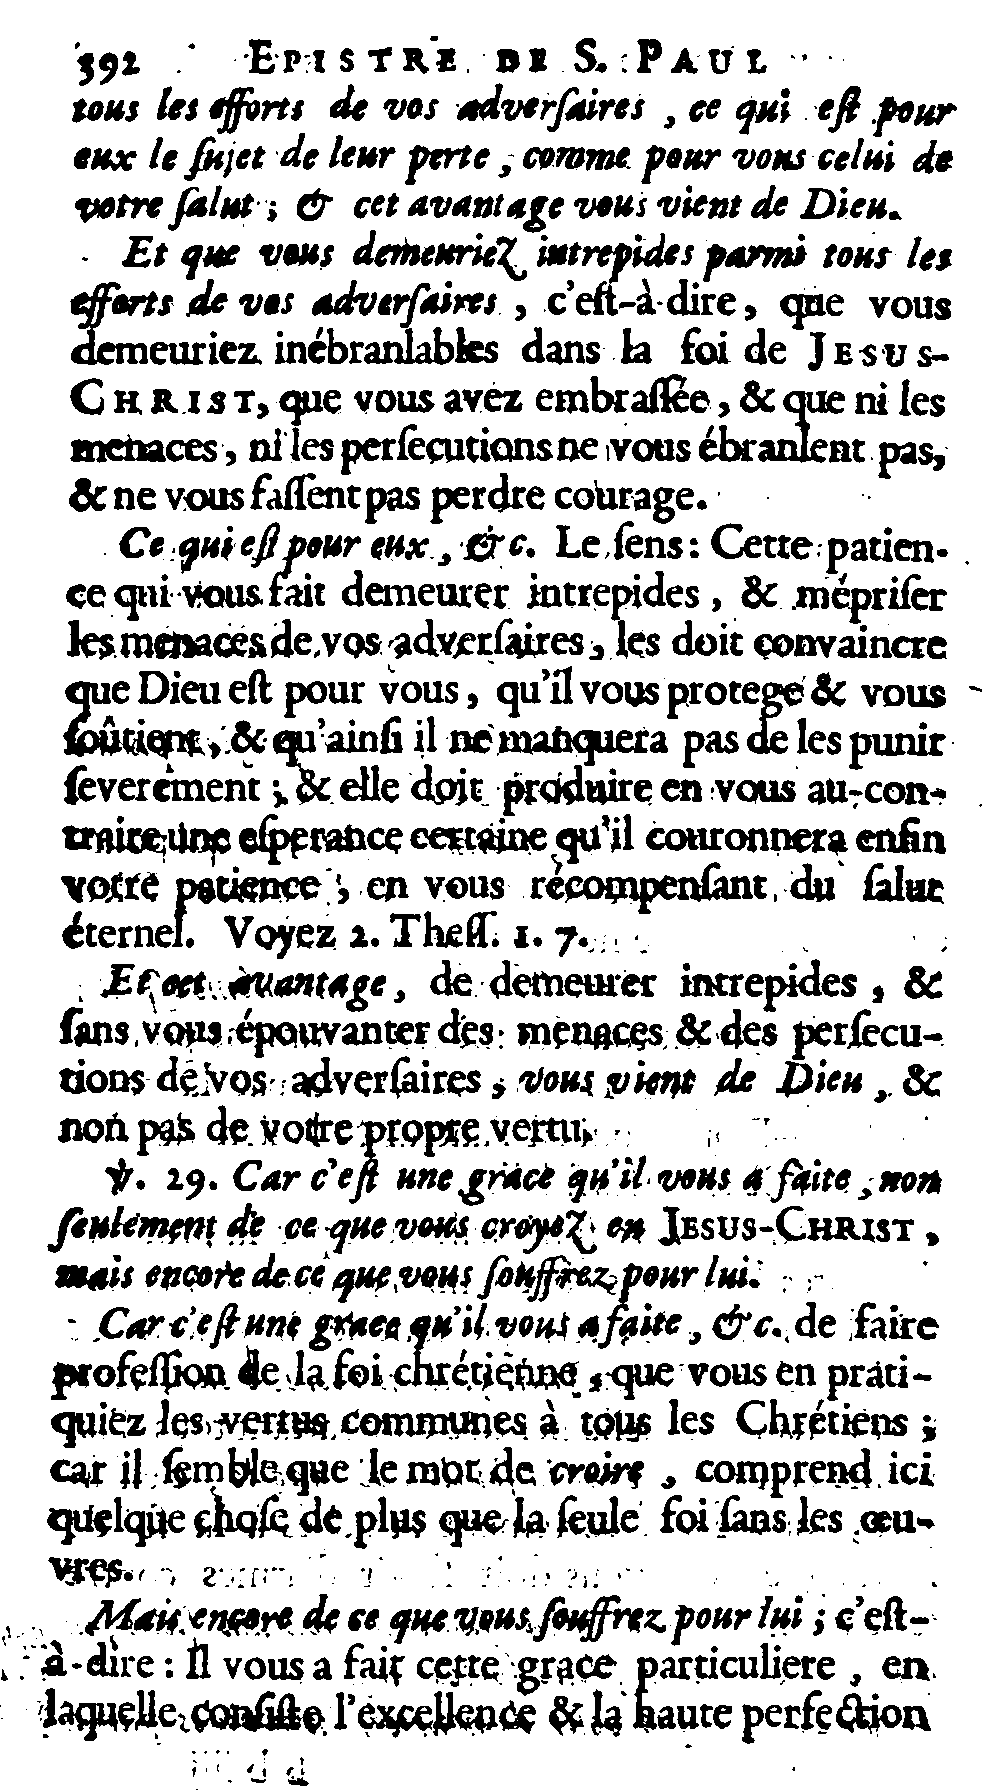 392 EPISTRE DE S. PAUL
tous les efforts de vos adverſaires, ce qui eſt pour
eux le ſujet de leur perte, comme pour vous celui de
votre ſalut; & cet avantage vous vient de Dieu.
Et que vous demeuriez intrepides parmi tous les
efforts de vos adverſaires, c'eſt-à-dire, que vous
demeuriez inébranlables dans la foi de JESUS-
CHRIST, que vous avez embraſſée, & que ni les
menaces, ni les perſecutions ne vous ébranlent pas,
& ne vous faſſent pas perdre courage.
Ce qui eſt pour eux, &c. Le ſens: Cette patien-
ce qui vous fait demeurer intrepides, & mépriſer
les menaces de vos adverſaires, les doit convaincre
que Dieu eſt pour vous, qu'il vous protege & vous
ſoûtient, & qu'ainſi il ne manquera pas de les punir
ſeverement; & elle doit produire en vous au-con-
traire une eſperance certaine qu'il couronnera enfin
votre patience, en vous récompenſant du ſalut
éternel. Voyez 2. Theſſ. 1. 7.
Et cet avantage, de demeurer intrepides, &
ſans vous épouvanter des menaces & des perſecu-
tions de vos adverſaires, vous vient de Dieu, &
non pas de votre propre vertu.
℣. 29. Car c'eſt une grace qu'il vous a faite, non
ſeulement de ce que vous croyez en JESUS-CHRIST,
mais encore de ce que vous ſouffrez pour lui.
Car c'eſt une grace qu'il vous a faite, &c. de faire
profeſſion de la foi chrétienne, que vous en prati-
quiez les vertus communes à tous les Chrétiens;
car il ſemble que le mot de croire, comprend ici
quelque choſe de plus que la ſeule foi ſans les œu-
vres.
Mais encore de ce que vous ſouffrez pour lui; c'eſt-
à-dire: Il vous a fait cette grace particuliere, en
laquelle conſiſte l'excellence & la haute perfection